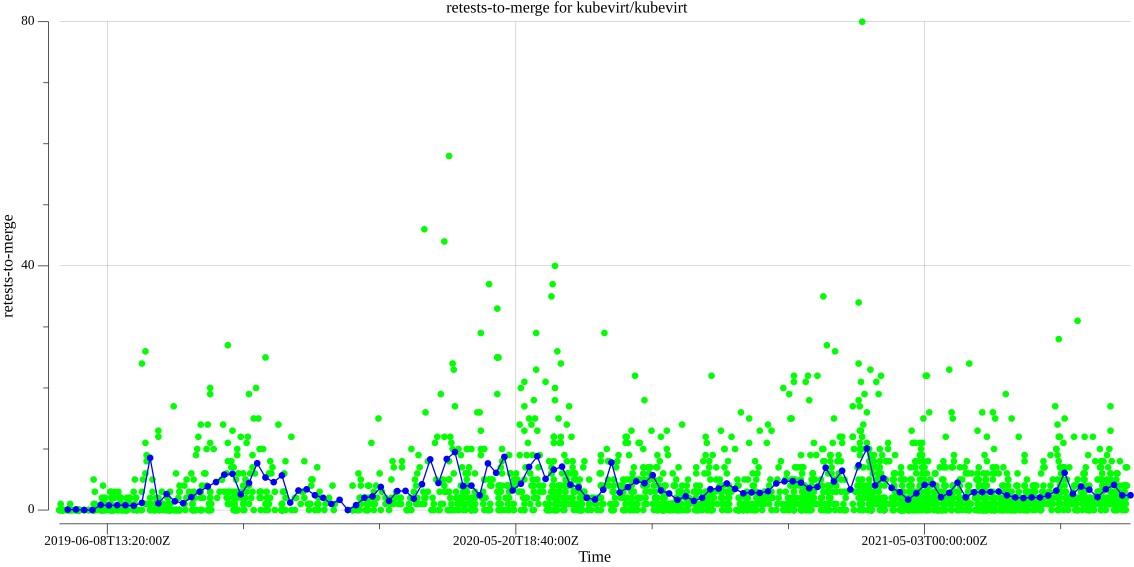 retests-to-merge for kubevirt/kubevirt
80
40
0
retests-to-merge
2019-06-08T13:20:00Z
2020-05-20T18:40:00Z
2021-05-03T00:00:00Z
Time